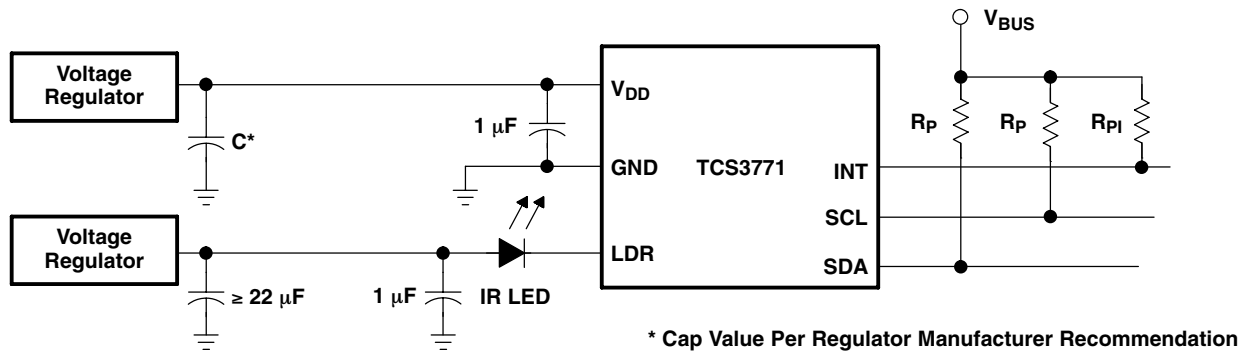 V_BUS
Voltage
Regulator
V_DD
C*
1 μF
R_P
R_P
R_PI
GND
TCS3771
INT
SCL
Voltage
Regulator
LDR
SDA
≥ 22 μF
1 μF
IR LED
* Cap Value Per Regulator Manufacturer Recommendation